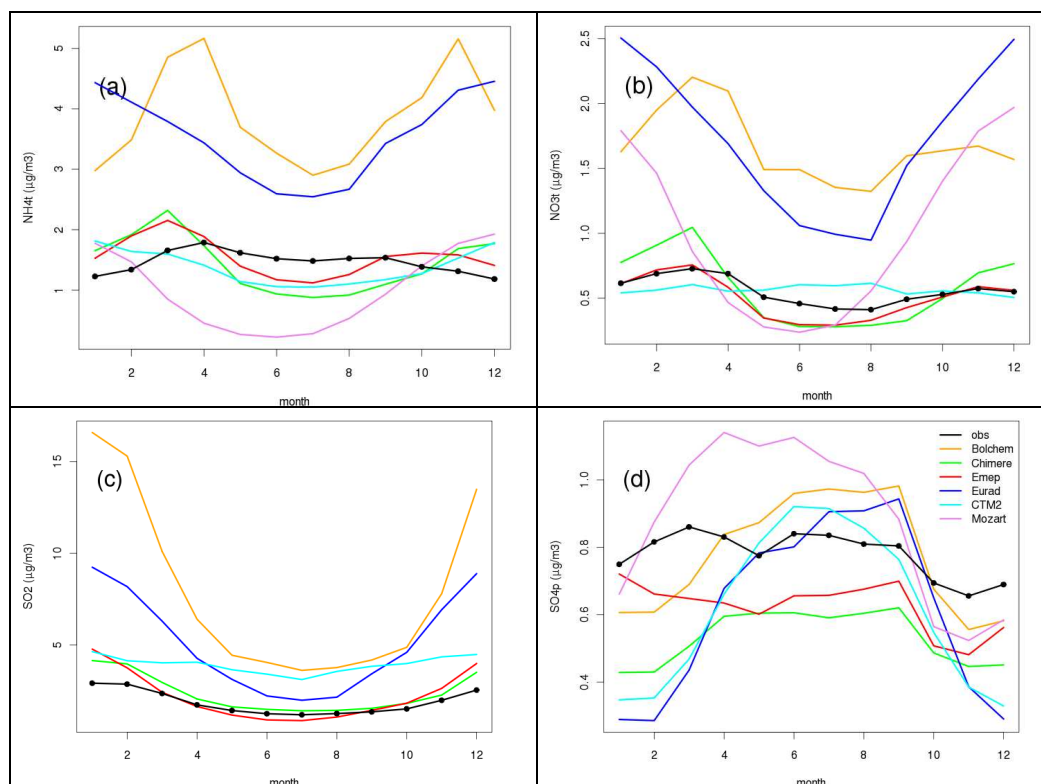 (a)
NH4t (μg/m3)
5
4
3
2
1
2 4 6 8 10 12
month
(b)
NO3t (μg/m3)
2.5
2.0
1.5
1.0
0.5
2 4 6 8 10 12
month
(c)
SO2 (μg/m3)
15
10
5
2 4 6 8 10 12
month
(d)
SO4p (μg/m3)
1.0
0.8
0.6
0.4
2 4 6 8 10 12
month
obs
Bolchem
Chimere
Emep
Eurad
CTM2
Mozart